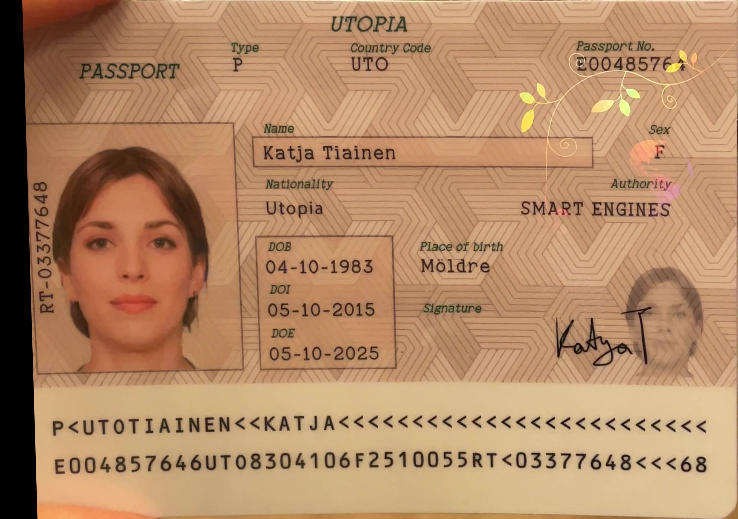 UTOPIA
PASSPORT
Type
P
Country Code
UTO
Passport No.
E00485764
Name
Katja Tiainen
Sex
F
Nationality
Utopia
Authority
SMART ENGINES
RT-03377648
DOB
04-10-1983
Place of birth
Möldre
DOI
05-10-2015
Signature
Katya T
DOE
05-10-2025
P<UTOTIAINEN<<KATJA<<<<<<<<<<<<<<<<<<<<<<<<<
E004857646UTO8304106F2510055RT<03377648<<<68